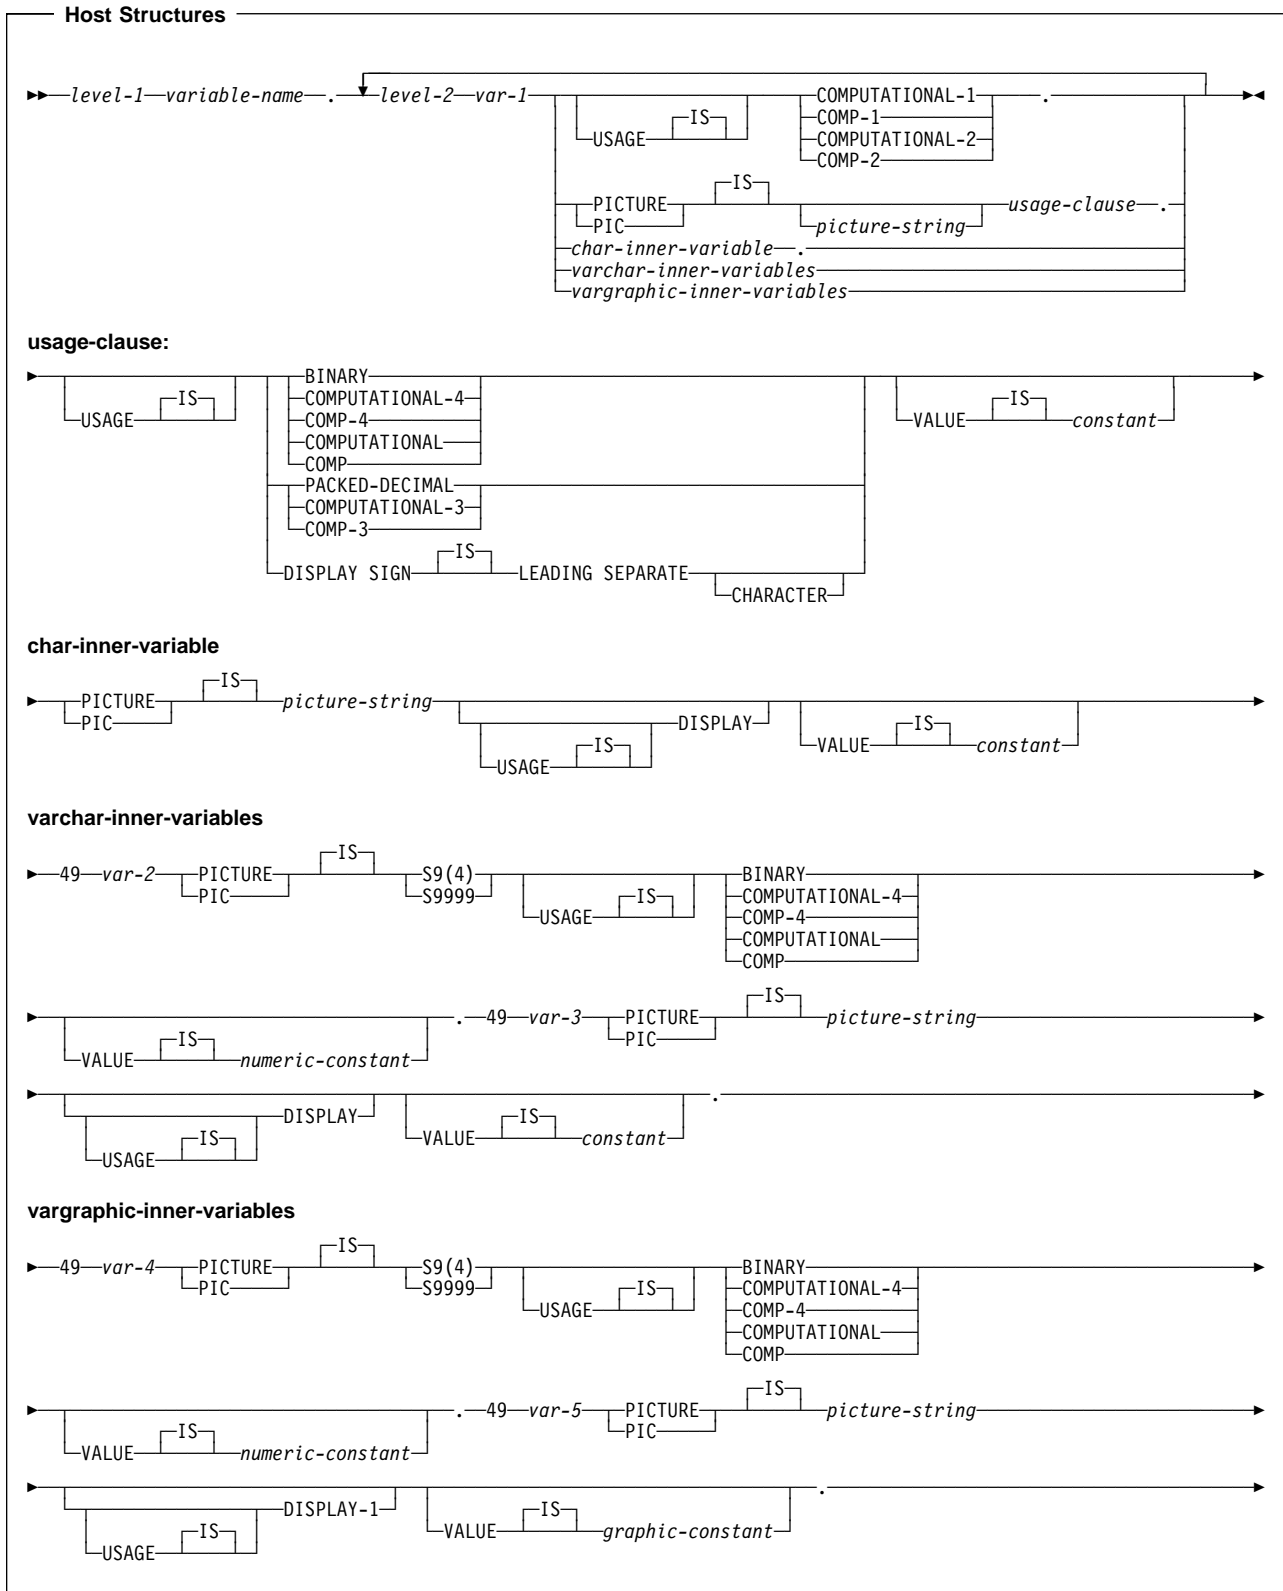 Host Structures
IS COMPUTATIONAL-1 .
level-1 variable-name . level-2 var-1 USAGE COMP-1
COMPUTATIONAL-2
COMP-2
IS
PICTURE usage-clause .
PIC picture-string
char-inner-variable .
varchar-inner-variables
vargraphic-inner-variables
usage-clause:
BINARY
IS COMPUTATIONAL-4 IS
USAGE COMP-4 VALUE constant
COMPUTATIONAL
COMP
PACKED-DECIMAL
COMPUTATIONAL-3
COMP-3
IS
DISPLAY SIGN LEADING SEPARATE
CHARACTER
char-inner-variable
IS
PICTURE picture-string DISPLAY IS
PIC IS VALUE constant
USAGE
varchar-inner-variables
IS
49 var-2 PICTURE S9(4) BINARY
PIC S9999 IS COMPUTATIONAL-4
USAGE COMP-4
COMPUTATIONAL
COMP
IS
. 49 var-3 PICTURE picture-string
IS PIC
VALUE numeric-constant
.
DISPLAY IS
IS VALUE constant
USAGE
vargraphic-inner-variables
IS
49 var-4 PICTURE S9(4) BINARY
PIC S9999 IS COMPUTATIONAL-4
USAGE COMP-4
COMPUTATIONAL
COMP
IS
. 49 var-5 PICTURE picture-string
IS PIC
VALUE numeric-constant
.
DISPLAY-1 IS
IS VALUE graphic-constant
USAGE